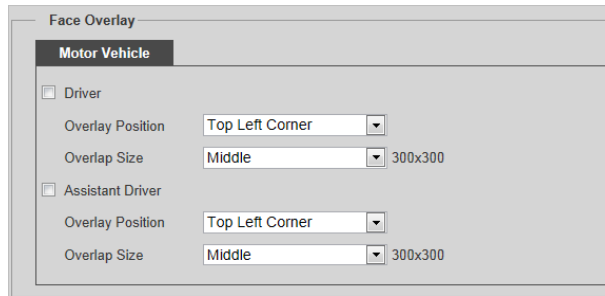 Face Overlay
Motor Vehicle
Driver
Overlay Position Top Left Corner
Overlap Size Middle 300x300
Assistant Driver
Overlay Position Top Left Corner
Overlap Size Middle 300x300